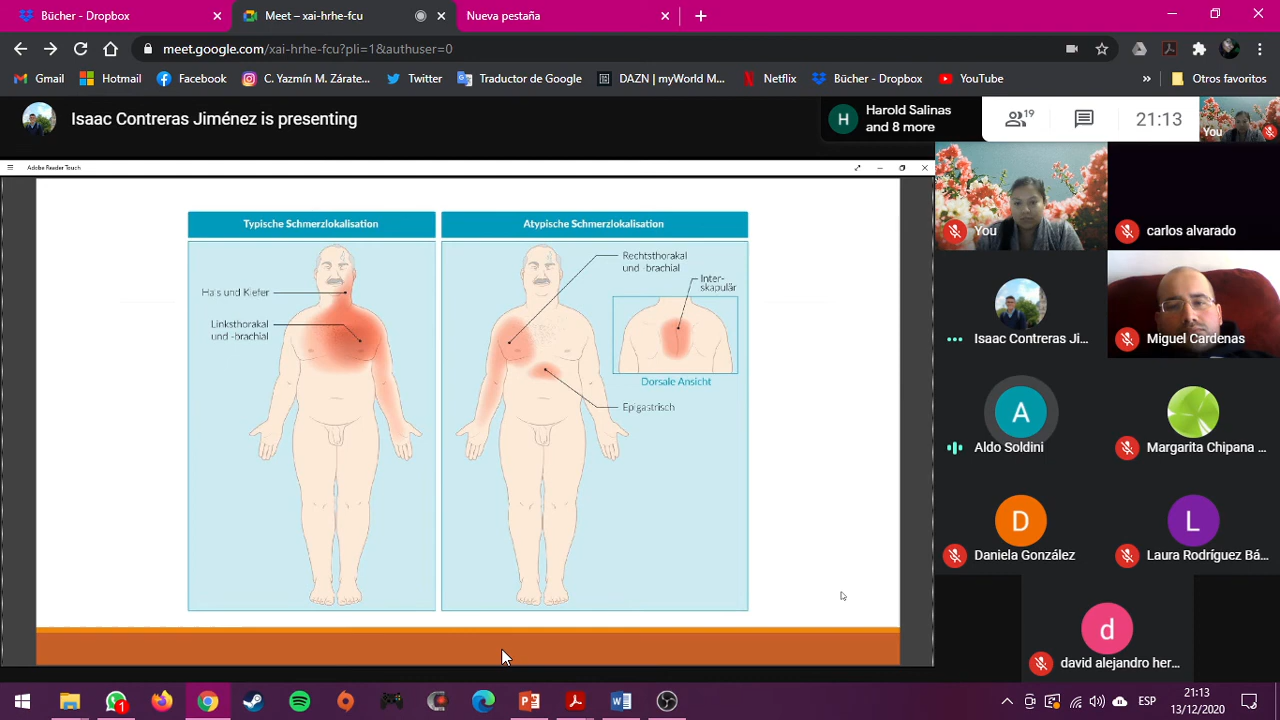 Bücher - Dropbox
Meet – xai-hrhe-fcu
Nueva pestaña
meet.google.com/xai-hrhe-fcu?pli=1&authuser=0
Gmail
Hotmail
Facebook
C. Yazmín M. Zárate...
Twitter
Traductor de Google
DAZN | myWorld M...
Netflix
Bücher - Dropbox
YouTube
»
Otros favoritos
Isaac Contreras Jiménez is presenting
H
Harold Salinas
and 8 more
19
21:13
You
Adobe Reader Touch
Typische Schmerzlokalisation
Atypische Schmerzlokalisation
Hals und Kiefer
Linksthorakal
und -brachial
Rechtsthorakal
und -brachial
Inter-
skapulär
Dorsale Ansicht
Epigastrisch
You
carlos alvarado
Isaac Contreras Ji...
Miguel Cardenas
A
Aldo Soldini
Margarita Chipana ...
D
Daniela González
L
Laura Rodríguez Bá...
d
david alejandro her...
1
ESP
21:13
13/12/2020